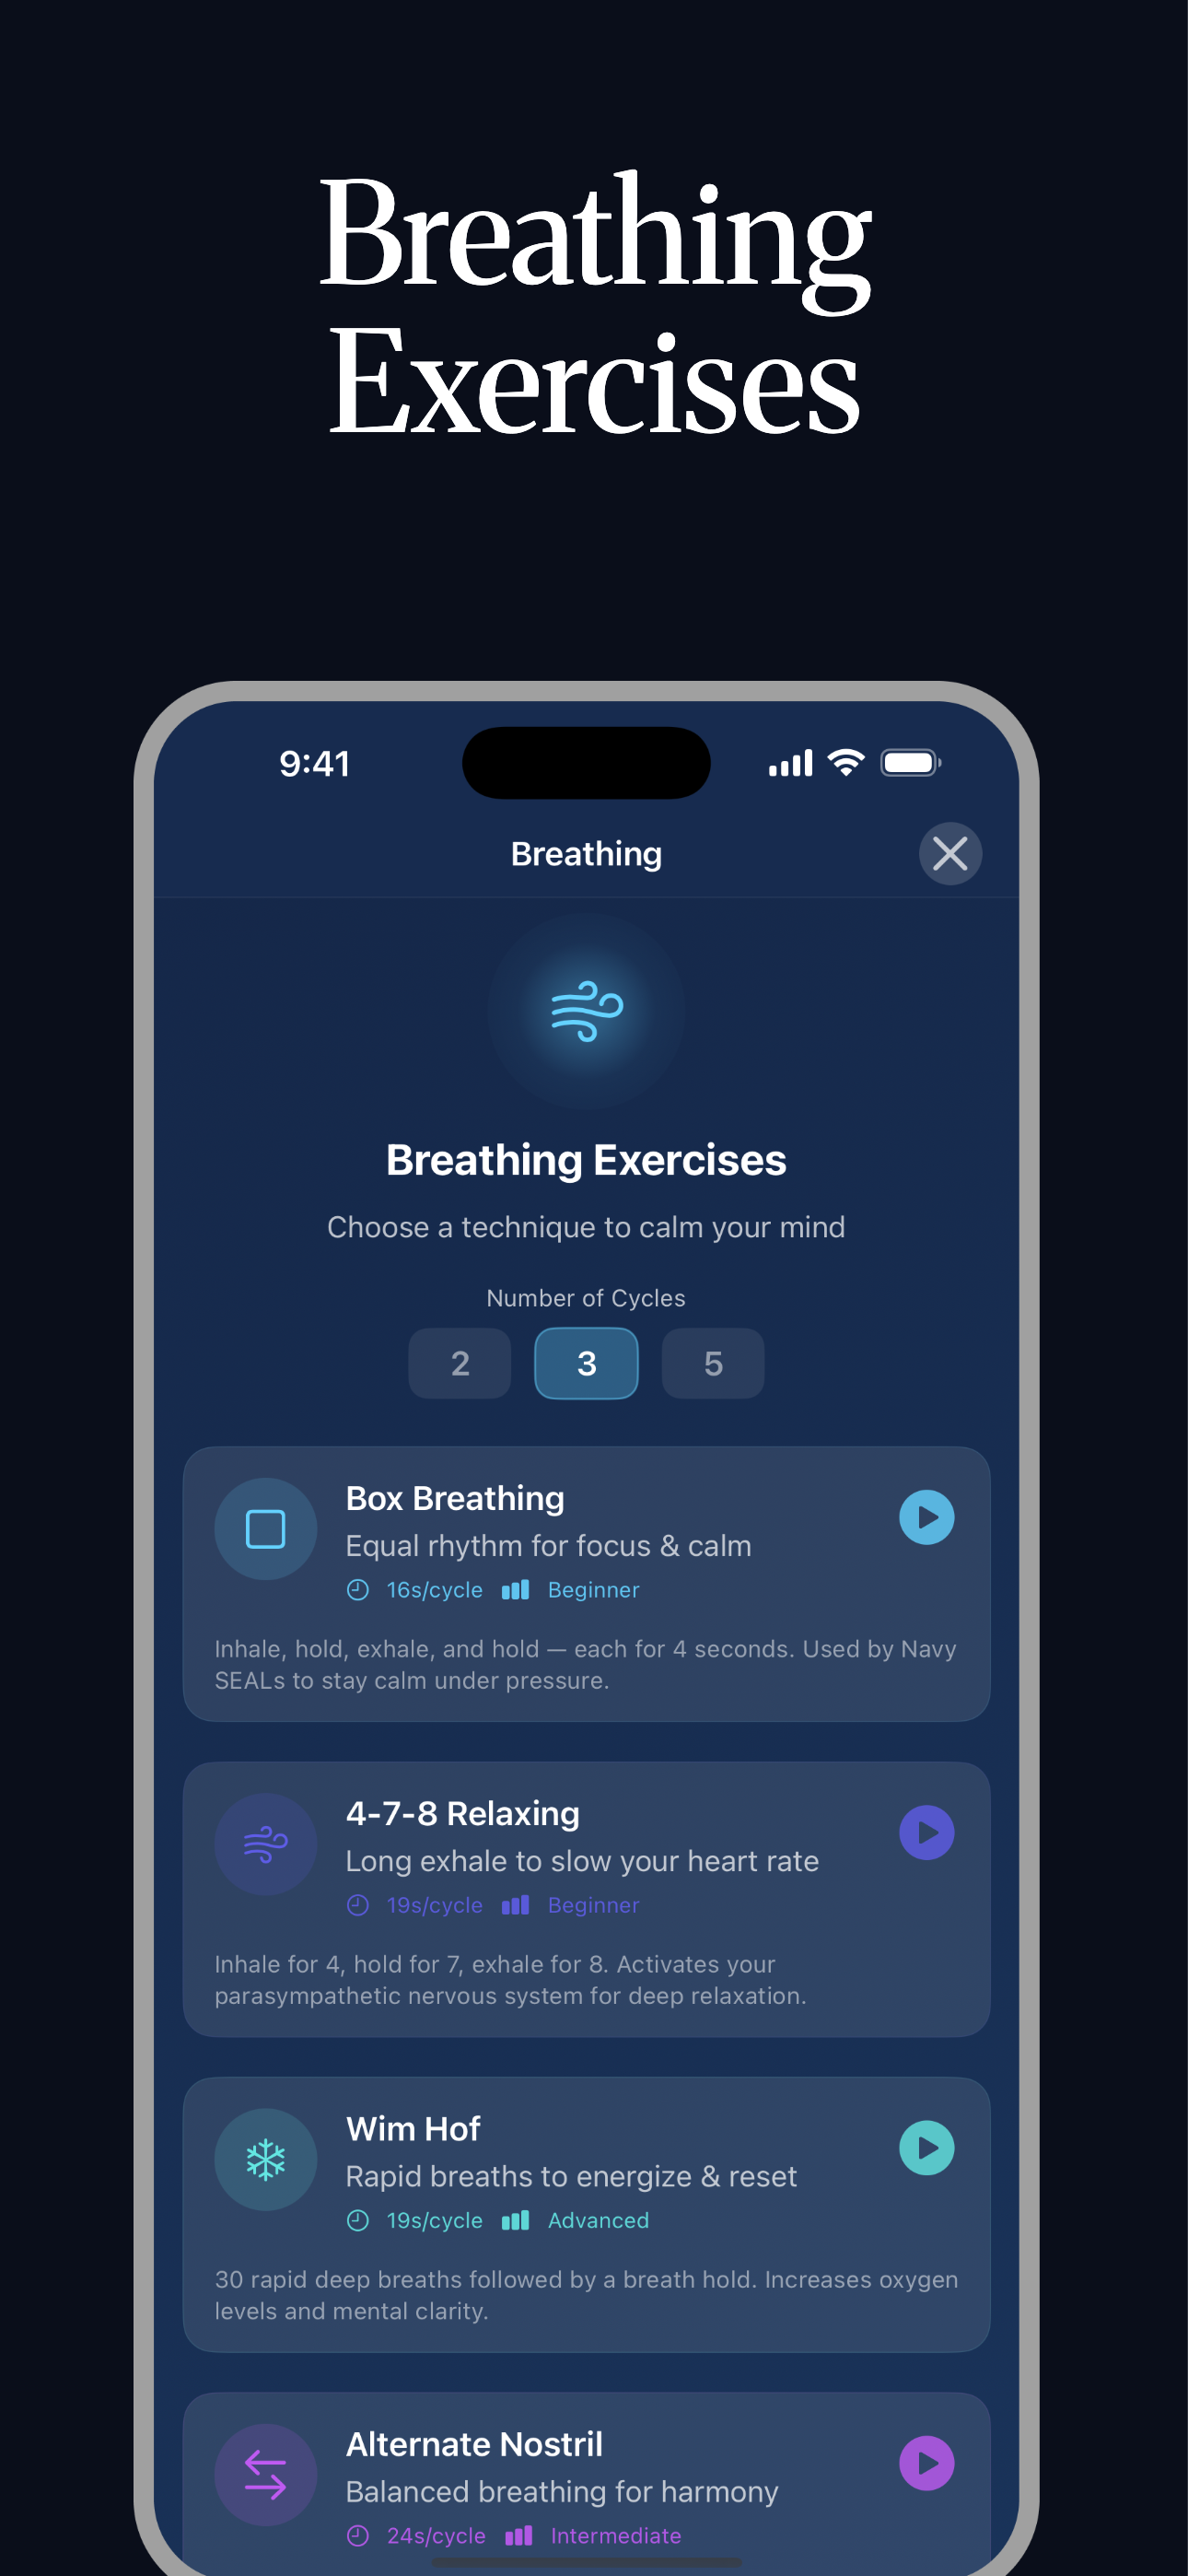 Breathing
Exercises
9:41
Breathing
Breathing Exercises
Choose a technique to calm your mind
Number of Cycles
2 3 5
Box Breathing
Equal rhythm for focus & calm
16s/cycle Beginner
Inhale, hold, exhale, and hold — each for 4 seconds. Used by Navy
SEALs to stay calm under pressure.
4-7-8 Relaxing
Long exhale to slow your heart rate
19s/cycle Beginner
Inhale for 4, hold for 7, exhale for 8. Activates your
parasympathetic nervous system for deep relaxation.
Wim Hof
Rapid breaths to energize & reset
19s/cycle Advanced
30 rapid deep breaths followed by a breath hold. Increases oxygen
levels and mental clarity.
Alternate Nostril
Balanced breathing for harmony
24s/cycle Intermediate